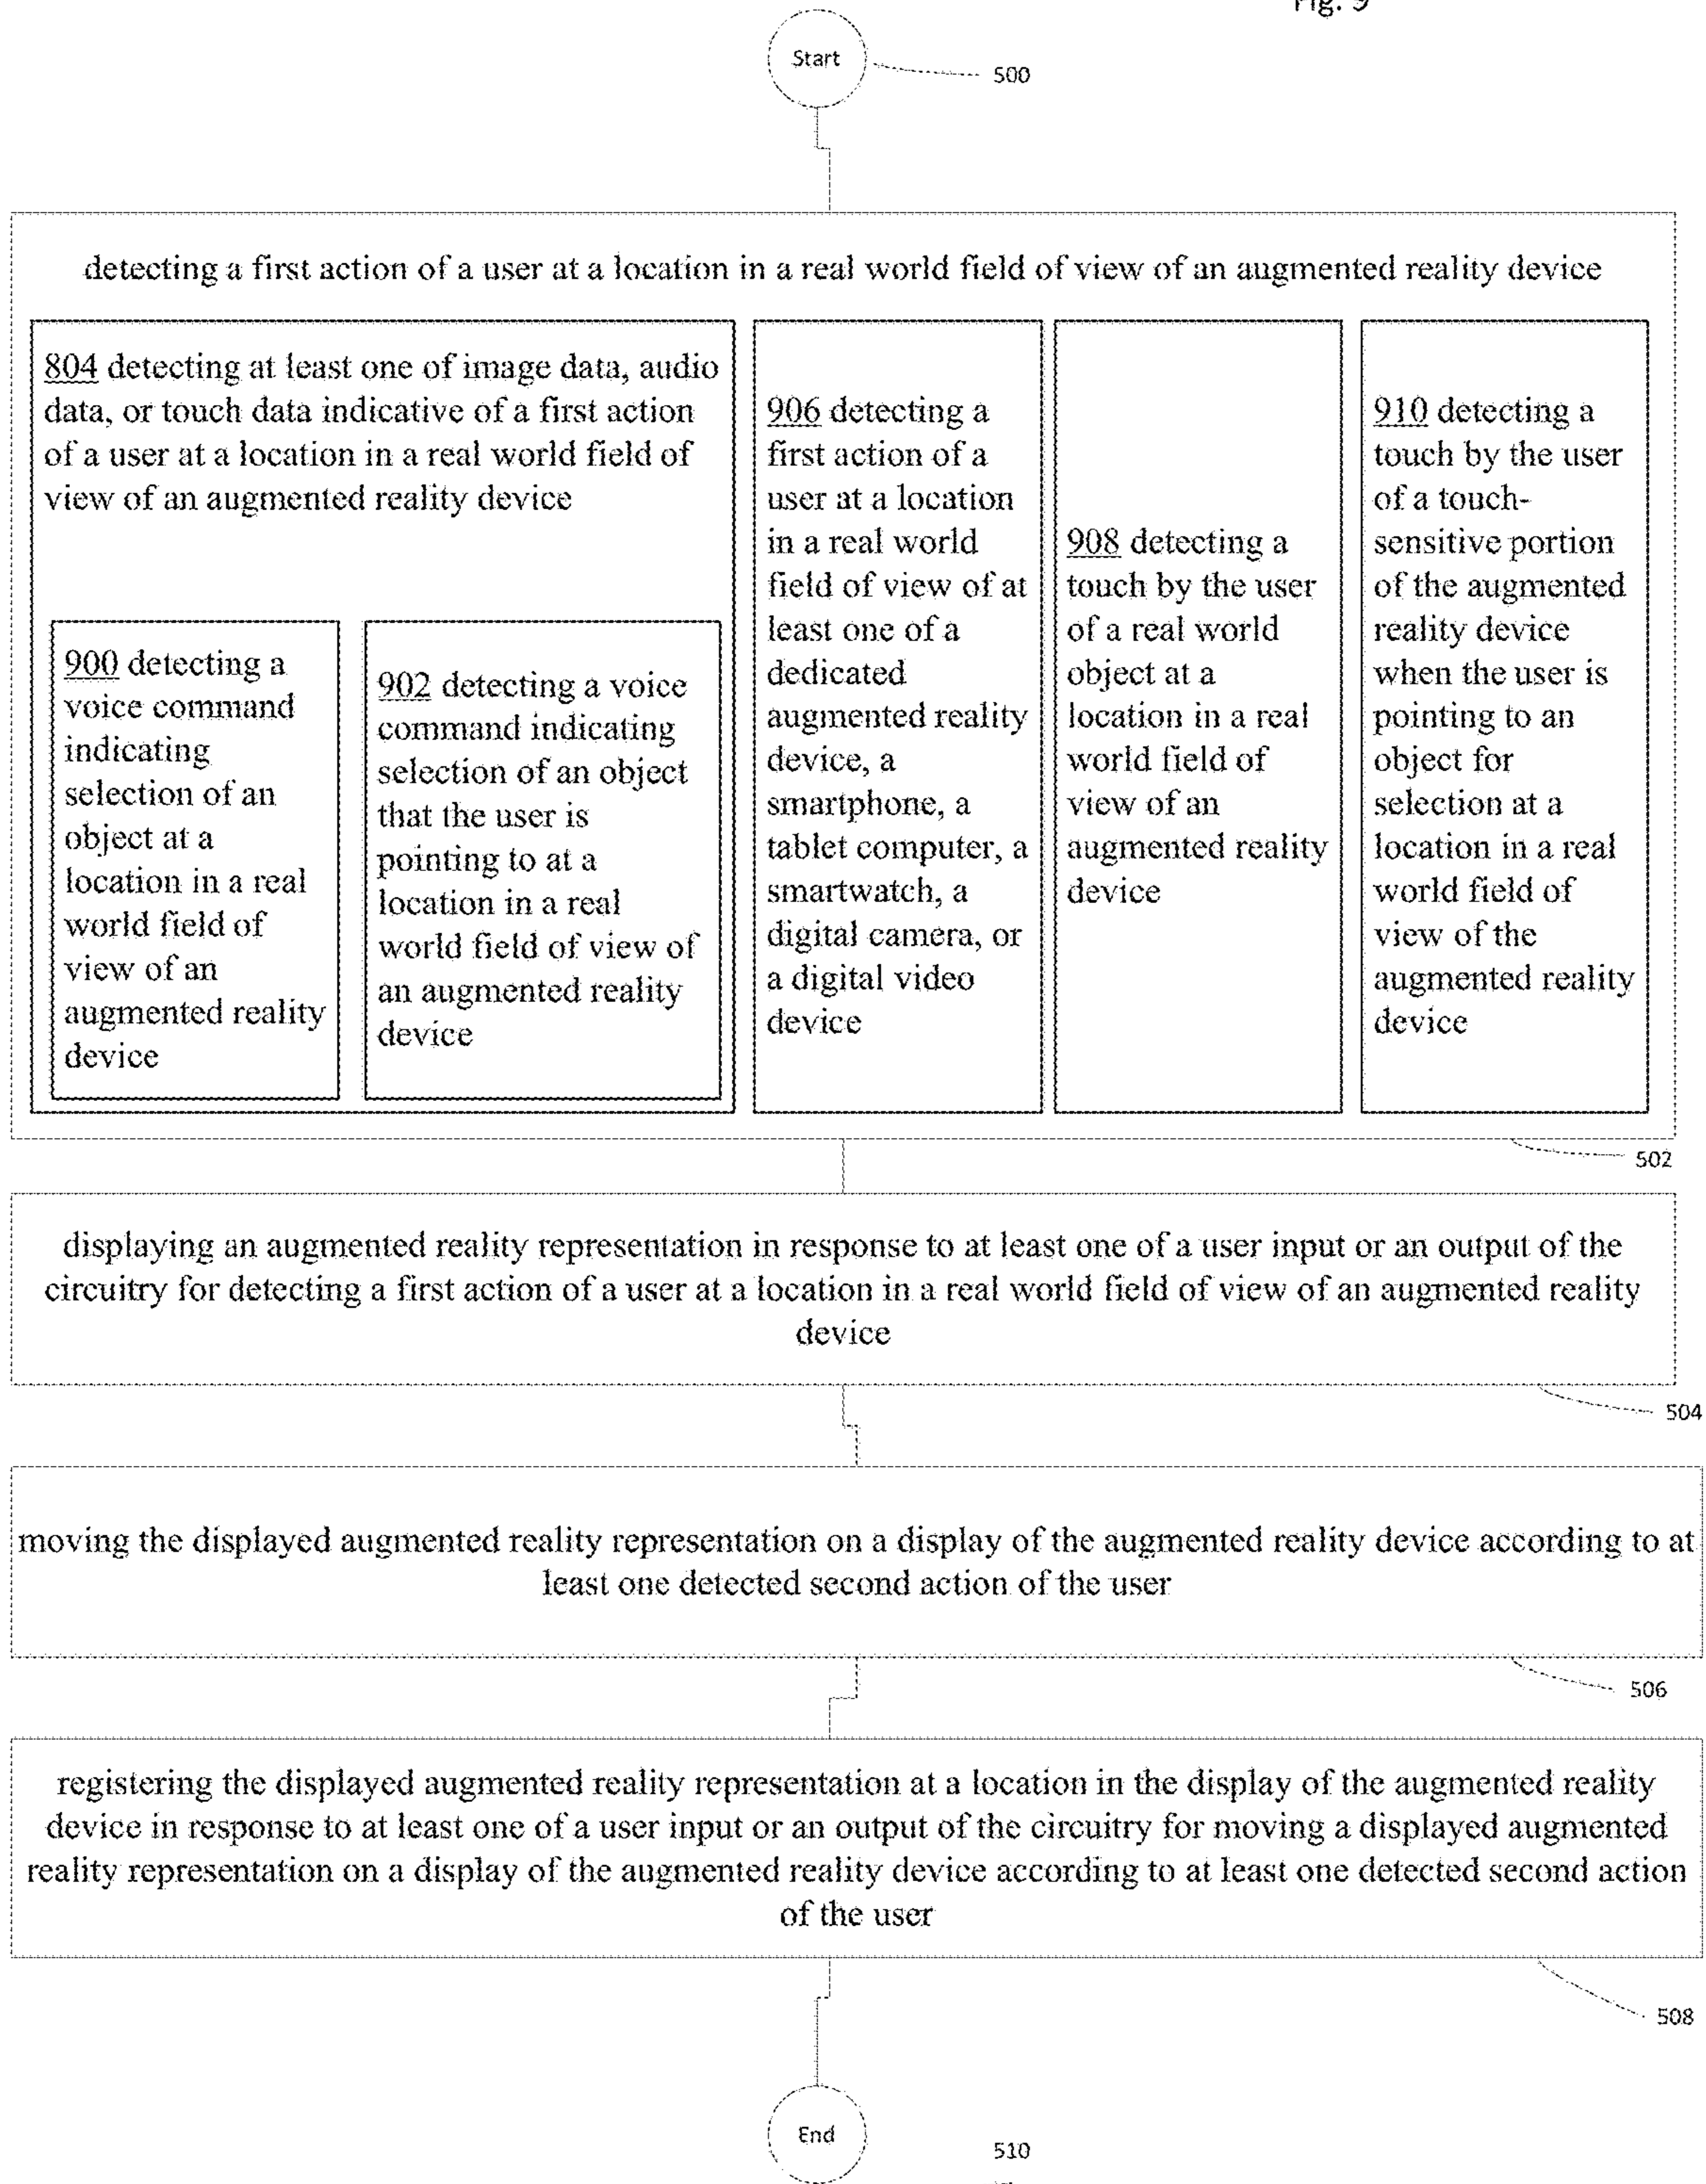 Fig. 9
Start
500
detecting a first action of a user at a location in a real world field of view of an augmented reality device
804 detecting at least one of image data, audio
data, or touch data indicative of a first action
of a user at a location in a real world field of
view of an augmented reality device
900 detecting a
voice command
indicating
selection of an
object at a
location in a real
world field of
view of an
augmented reality
device
902 detecting a voice
command indicating
selection of an object
that the user is
pointing to at a
location in a real
world field of view of
an augmented reality
device
906 detecting a
first action of a
user at a location
in a real world
field of view of at
least one of a
dedicated
augmented reality
device, a
smartphone, a
tablet computer, a
smartwatch, a
digital camera, or
a digital video
device
908 detecting a
touch by the user
of a real world
object at a
location in a real
world field of
view of an
augmented reality
device
910 detecting a
touch by the user
of a touch-
sensitive portion
of the augmented
reality device
when the user is
pointing to an
object for
selection at a
location in a real
world field of
view of the
augmented reality
device
502
displaying an augmented reality representation in response to at least one of a user input or an output of the
circuitry for detecting a first action of a user at a location in a real world field of view of an augmented reality
device
504
moving the displayed augmented reality representation on a display of the augmented reality device according to at
least one detected second action of the user
506
registering the displayed augmented reality representation at a location in the display of the augmented reality
device in response to at least one of a user input or an output of the circuitry for moving a displayed augmented
reality representation on a display of the augmented reality device according to at least one detected second action
of the user
508
End
510